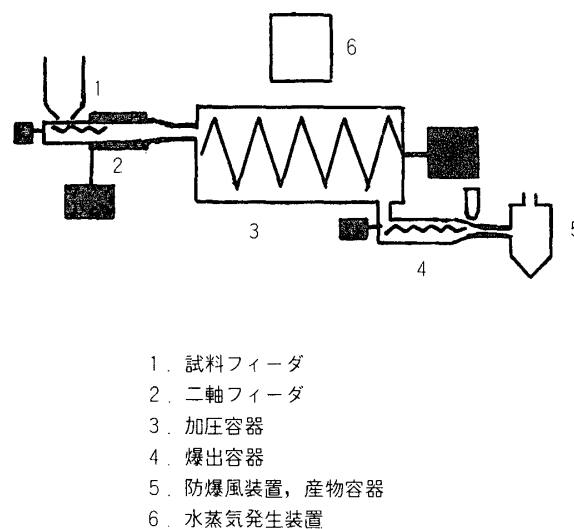 6
1
2
3
4
5
1. 試料フィーダ
2. 二軸フィーダ
3. 加圧容器
4. 爆出容器
5. 防爆風装置，産物容器
6. 水蒸気発生装置